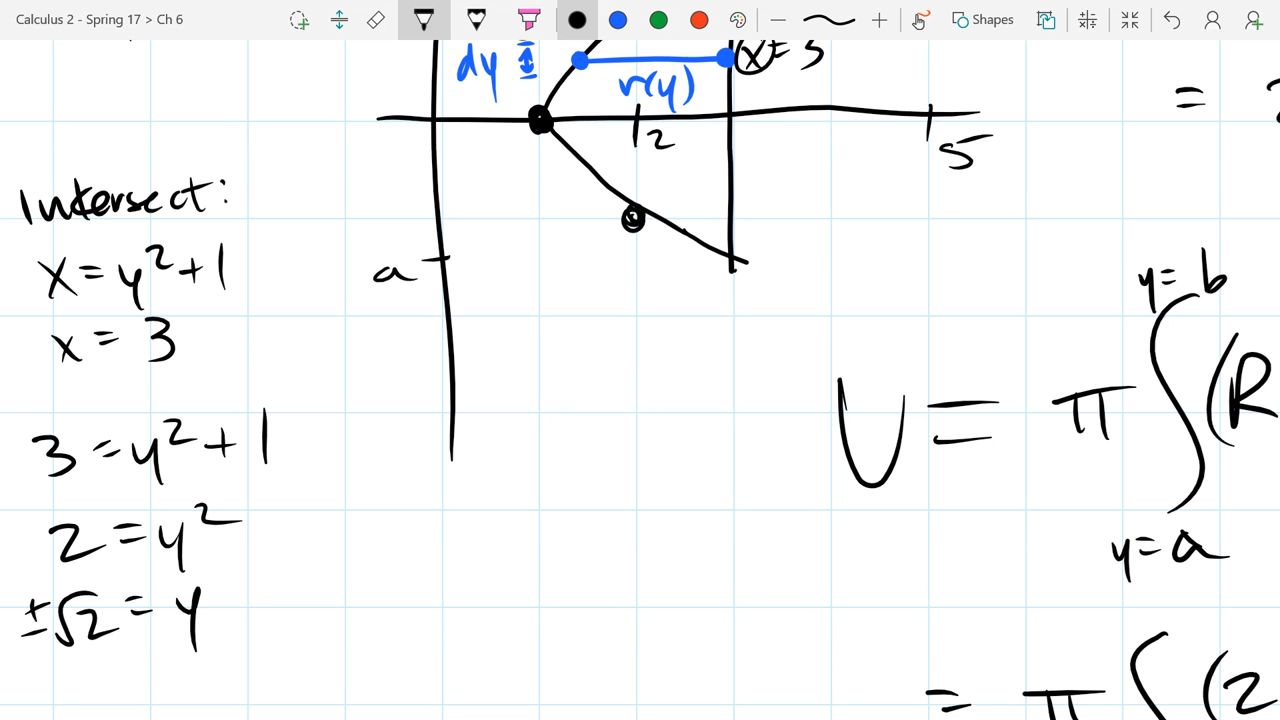 Calculus 2 - Spring 17 > Ch 6
Shapes
dy
r(y)
x = 3
=
2
5
a
Intersect:
x = y² + 1
x = 3
3 = y² + 1
2 = y²
±√2 = y
y = b
V = π ∫ (R
y = a
= π ∫ (2